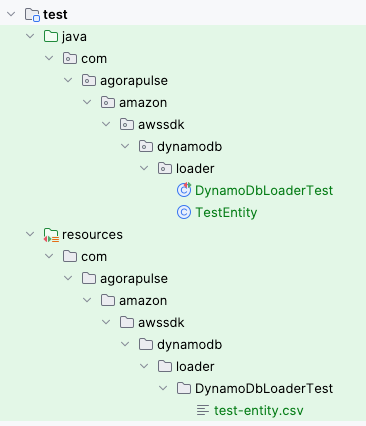 test
java
com
agorapulse
amazon
awssdk
dynamodb
loader
DynamoDbLoaderTest
TestEntity
resources
com
agorapulse
amazon
awssdk
dynamodb
loader
DynamoDbLoaderTest
test-entity.csv